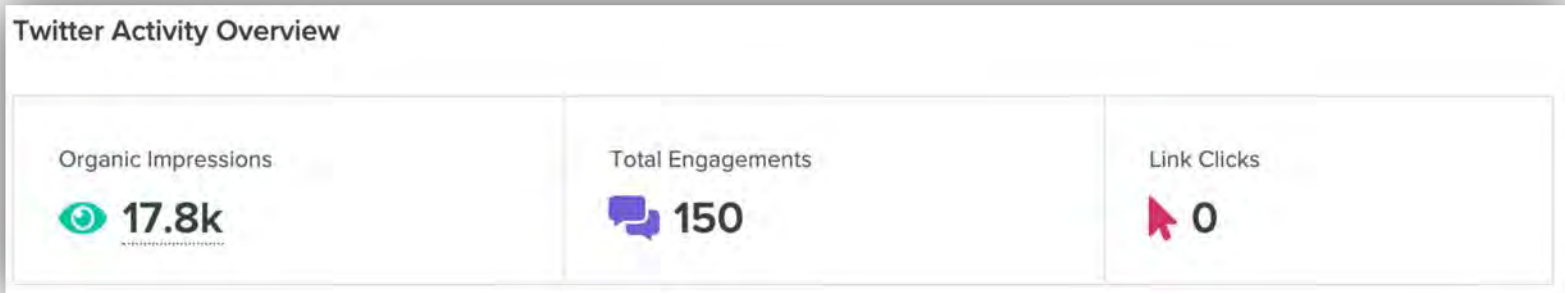 Twitter Activity Overview
Organic Impressions
17.8k
Total Engagements
150
Link Clicks
0